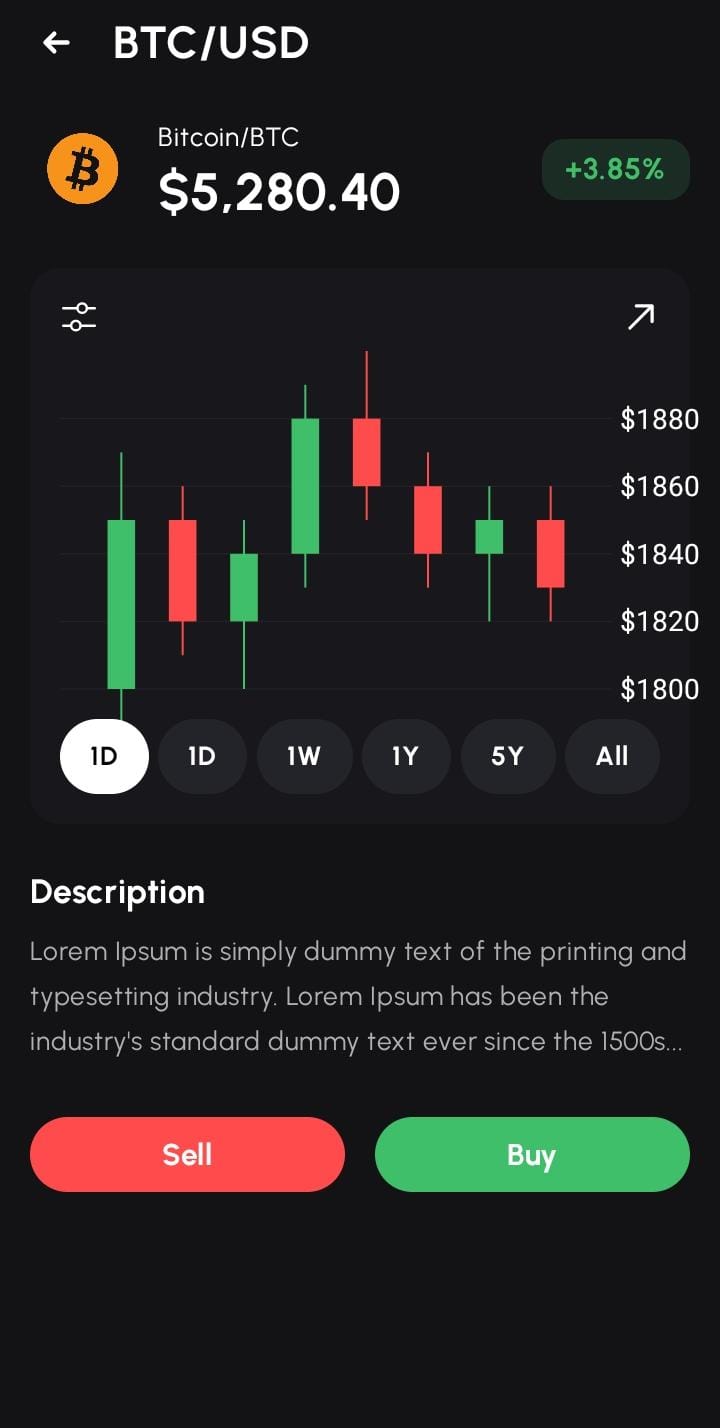 BTC/USD
Bitcoin/BTC
$5,280.40
+3.85%
$1880
$1860
$1840
$1820
$1800
1D 1D 1W 1Y 5Y All
Description
Lorem Ipsum is simply dummy text of the printing and
typesetting industry. Lorem Ipsum has been the
industry's standard dummy text ever since the 1500s...
Sell Buy